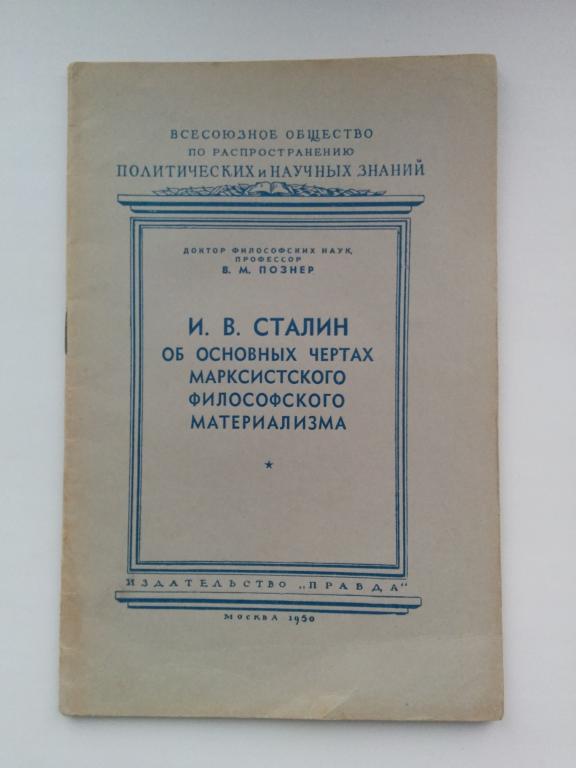 ВСЕСОЮЗНОЕ ОБЩЕСТВО
ПО РАСПРОСТРАНЕНИЮ
ПОЛИТИЧЕСКИХ и НАУЧНЫХ ЗНАНИЙ
ДОКТОР ФИЛОСОФСКИХ НАУК,
ПРОФЕССОР
В. М. ПОЗНЕР
И. В. СТАЛИН
ОБ ОСНОВНЫХ ЧЕРТАХ
МАРКСИСТСКОГО
ФИЛОСОФСКОГО
МАТЕРИАЛИЗМА
ИЗДАТЕЛЬСТВО „ПРАВДА"
МОСКВА 1950